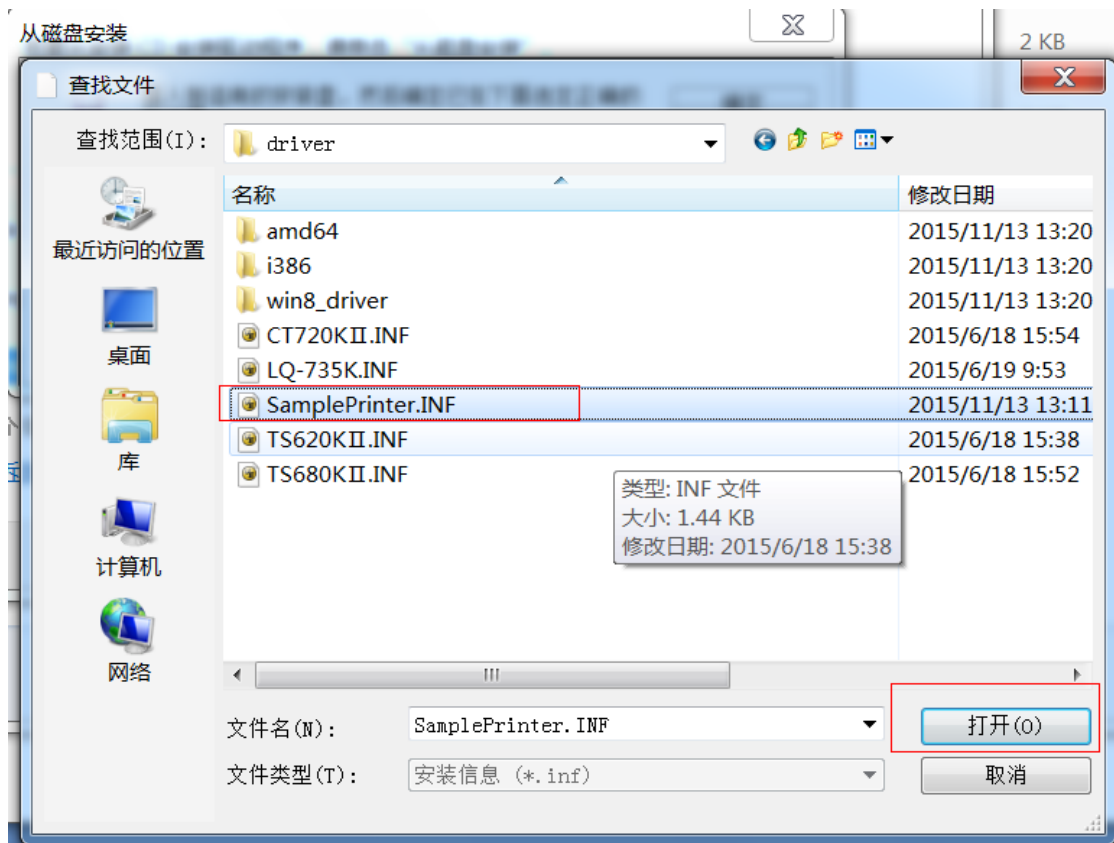 从磁盘安装
2 KB
查找文件
查找范围(I):
driver
名称
修改日期
amd64
2015/11/13 13:20
i386
2015/11/13 13:20
win8_driver
2015/11/13 13:20
CT720KⅡ.INF
2015/6/18 15:54
LQ-735K.INF
2015/6/19 9:53
SamplePrinter.INF
2015/11/13 13:11
TS620KⅡ.INF
2015/6/18 15:38
TS680KⅡ.INF
2015/6/18 15:52
类型: INF 文件
大小: 1.44 KB
修改日期: 2015/6/18 15:38
最近访问的位置
桌面
库
计算机
网络
文件名(N):
SamplePrinter.INF
打开(O)
文件类型(T):
安装信息 (*.inf)
取消